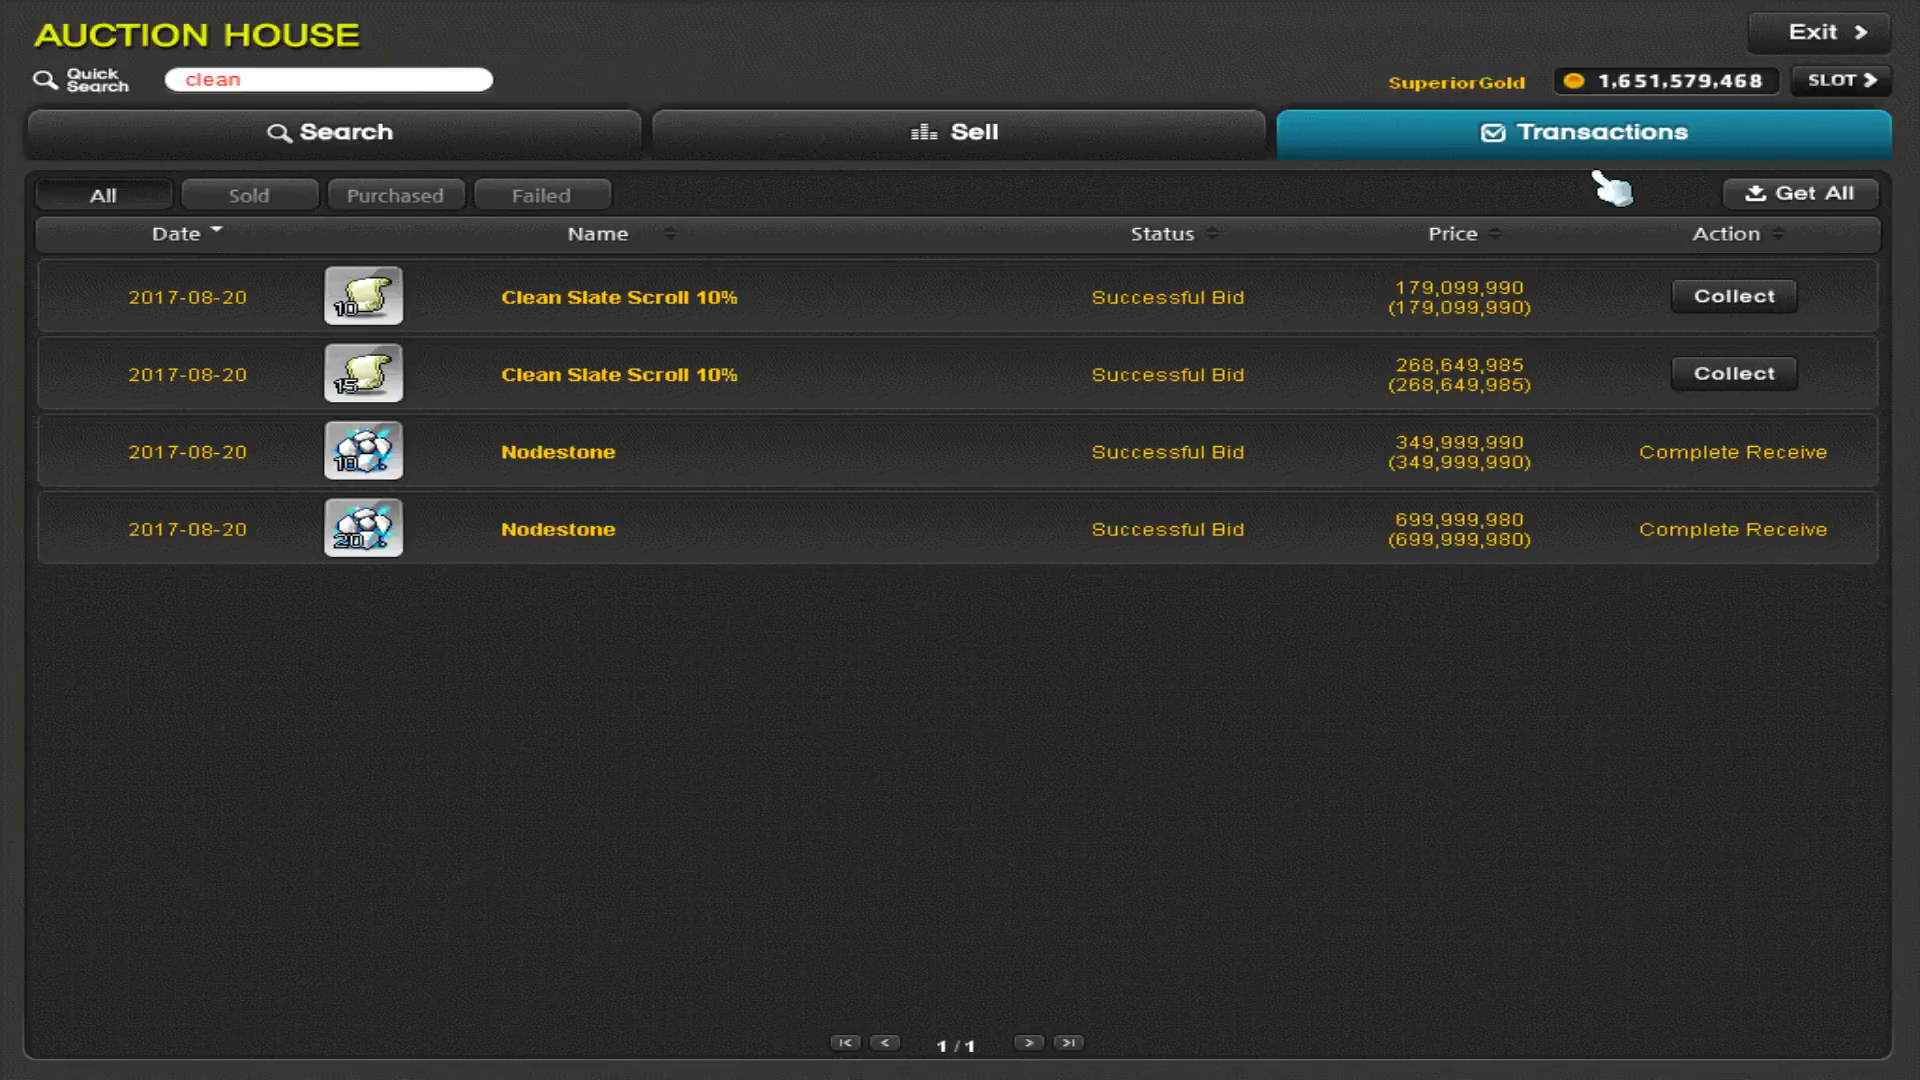 AUCTION HOUSE
Exit
Quick
Search
clean
SuperiorGold
1,651,579,468
SLOT
Search
Sell
Transactions
All
Sold
Purchased
Failed
Get All
Date
Name
Status
Price
Action
2017-08-20
10
Clean Slate Scroll 10%
Successful Bid
179,099,990
(179,099,990)
Collect
2017-08-20
15
Clean Slate Scroll 10%
Successful Bid
268,649,985
(268,649,985)
Collect
2017-08-20
Nodestone
Successful Bid
349,999,990
(349,999,990)
Complete Receive
2017-08-20
20
Nodestone
Successful Bid
699,999,980
(699,999,980)
Complete Receive
1 / 1